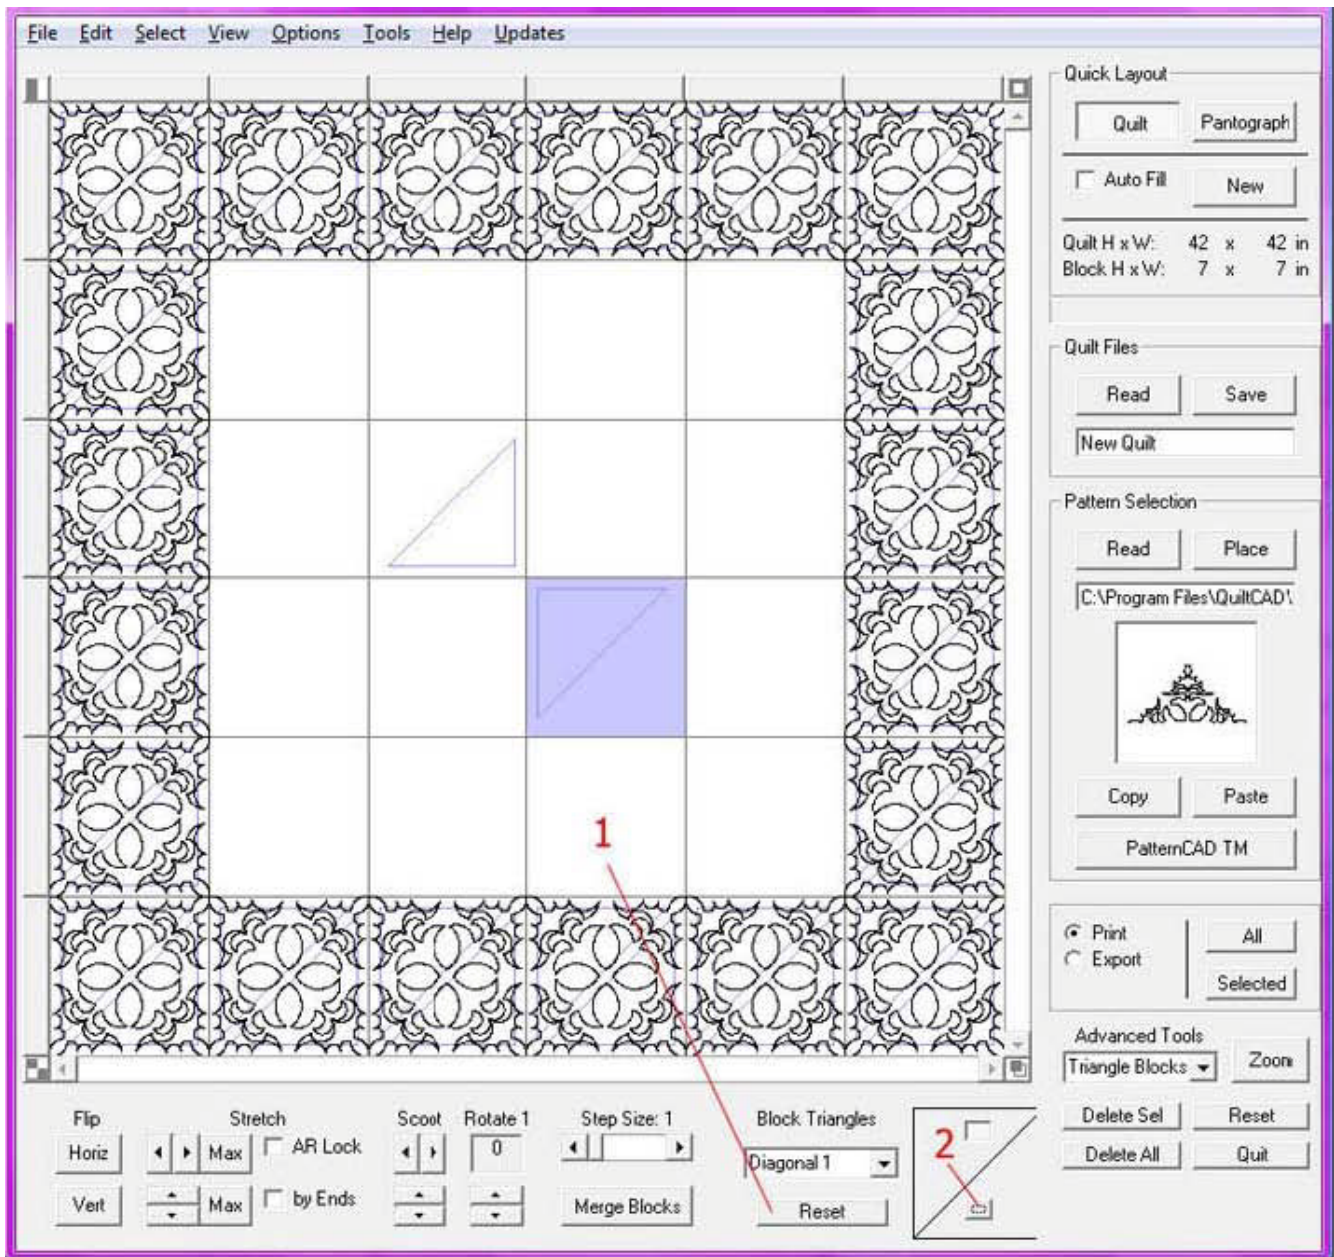 File Edit Select View Options Tools Help Updates
Quick Layout
Quilt Pantograph
Auto Fill New
Quilt H x W: 42 x 42 in
Block H x W: 7 x 7 in
Quilt Files
Read Save
New Quilt
Pattern Selection
Read Place
C:\Program Files\QuiltCAD\
Copy Paste
PatternCAD TM
Print All
Export
Selected
Advanced Tools
Triangle Blocks Zoom
Delete Sel Reset
Delete All Quit
1
Flip Stretch Scoot Rotate 1 Step Size: 1 Block Triangles
Horiz Max AR Lock 0 Diagonal 1 2
Vert Max by Ends Merge Blocks Reset